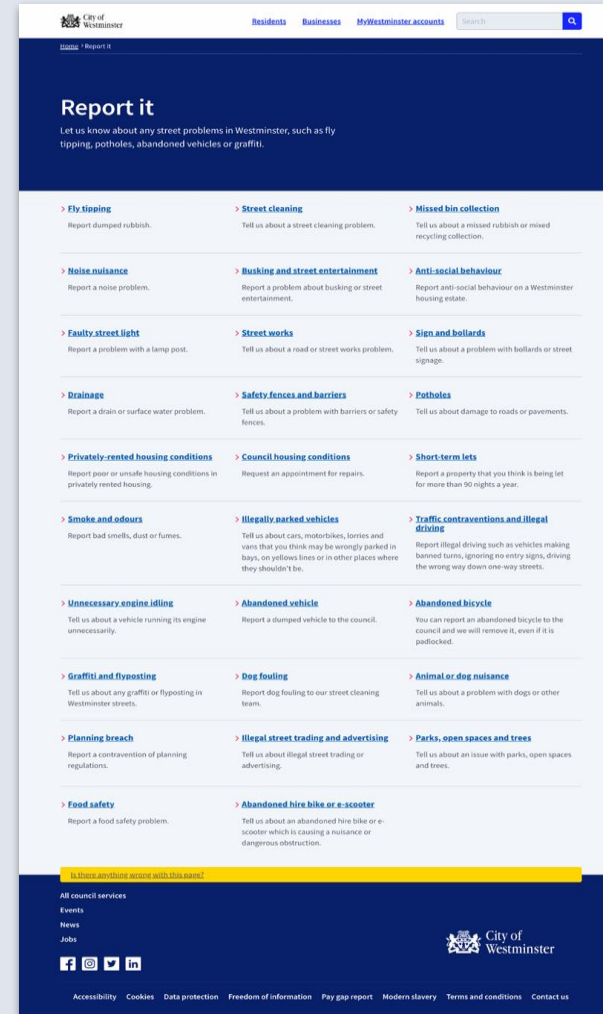 City of
Westminster
Residents Businesses MyWestminster accounts Search
Home › Report it
Report it
Let us know about any street problems in Westminster, such as fly
tipping, potholes, abandoned vehicles or graffiti.
Fly tipping
Report dumped rubbish.
Street cleaning
Tell us about a street cleaning problem.
Missed bin collection
Tell us about a missed rubbish or mixed
recycling collection.
Noise nuisance
Report a noise problem.
Busking and street entertainment
Report a problem about busking or street
entertainment.
Anti-social behaviour
Report anti-social behaviour on a Westminster
housing estate.
Faulty street light
Report a problem with a lamp post.
Street works
Tell us about a road or street works problem.
Sign and bollards
Tell us about a problem with bollards or street
signage.
Drainage
Report a drain or surface water problem.
Safety fences and barriers
Tell us about a problem with barriers or safety
fences.
Potholes
Tell us about damage to roads or pavements.
Privately-rented housing conditions
Report poor or unsafe housing conditions in
privately rented housing.
Council housing conditions
Request an appointment for repairs.
Short-term lets
Report a property that you think is being let
for more than 90 nights a year.
Smoke and odours
Report bad smells, dust or fumes.
Illegally parked vehicles
Tell us about cars, motorbikes, lorries and
vans that you think may be wrongly parked in
bays, on yellows lines or in other places where
they shouldn't be.
Traffic contraventions and illegal
driving
Report illegal driving such as vehicles making
banned turns, ignoring no entry signs, driving
the wrong way down one-way streets.
Unnecessary engine idling
Tell us about a vehicle running its engine
unnecessarily.
Abandoned vehicle
Report a dumped vehicle to the council.
Abandoned bicycle
You can report an abandoned bicycle to the
council and we will remove it, even if it is
padlocked.
Graffiti and flyposting
Tell us about any graffiti or flyposting in
Westminster streets.
Dog fouling
Report dog fouling to our street cleaning
team.
Animal or dog nuisance
Tell us about a problem with dogs or other
animals.
Planning breach
Report a contravention of planning
regulations.
Illegal street trading and advertising
Tell us about illegal street trading or
advertising.
Parks, open spaces and trees
Tell us about an issue with parks, open spaces
and trees.
Food safety
Report a food safety problem.
Abandoned hire bike or e-scooter
Tell us about an abandoned hire bike or e-
scooter which is causing a nuisance or
dangerous obstruction.
Is there anything wrong with this page?
All council services
Events
News
Jobs
City of
Westminster
Accessibility Cookies Data protection Freedom of information Pay gap report Modern slavery Terms and conditions Contact us